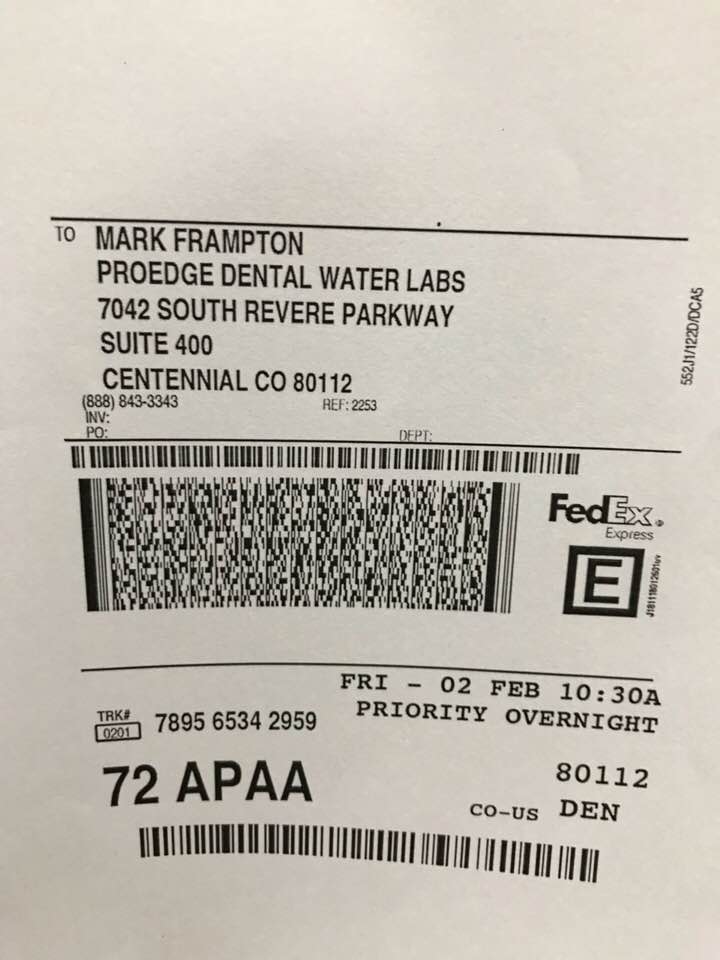 TO MARK FRAMPTON
PROEDGE DENTAL WATER LABS
7042 SOUTH REVERE PARKWAY
SUITE 400
CENTENNIAL CO 80112
(888) 843-3343 REF: 2253
INV:
PO: DEPT:
552J1/122D/DCA5
FedEx®
Express
E
J181118012601uv
FRI - 02 FEB 10:30A
PRIORITY OVERNIGHT
TRK#
0201 7895 6534 2959
72 APAA
80112
CO-US DEN